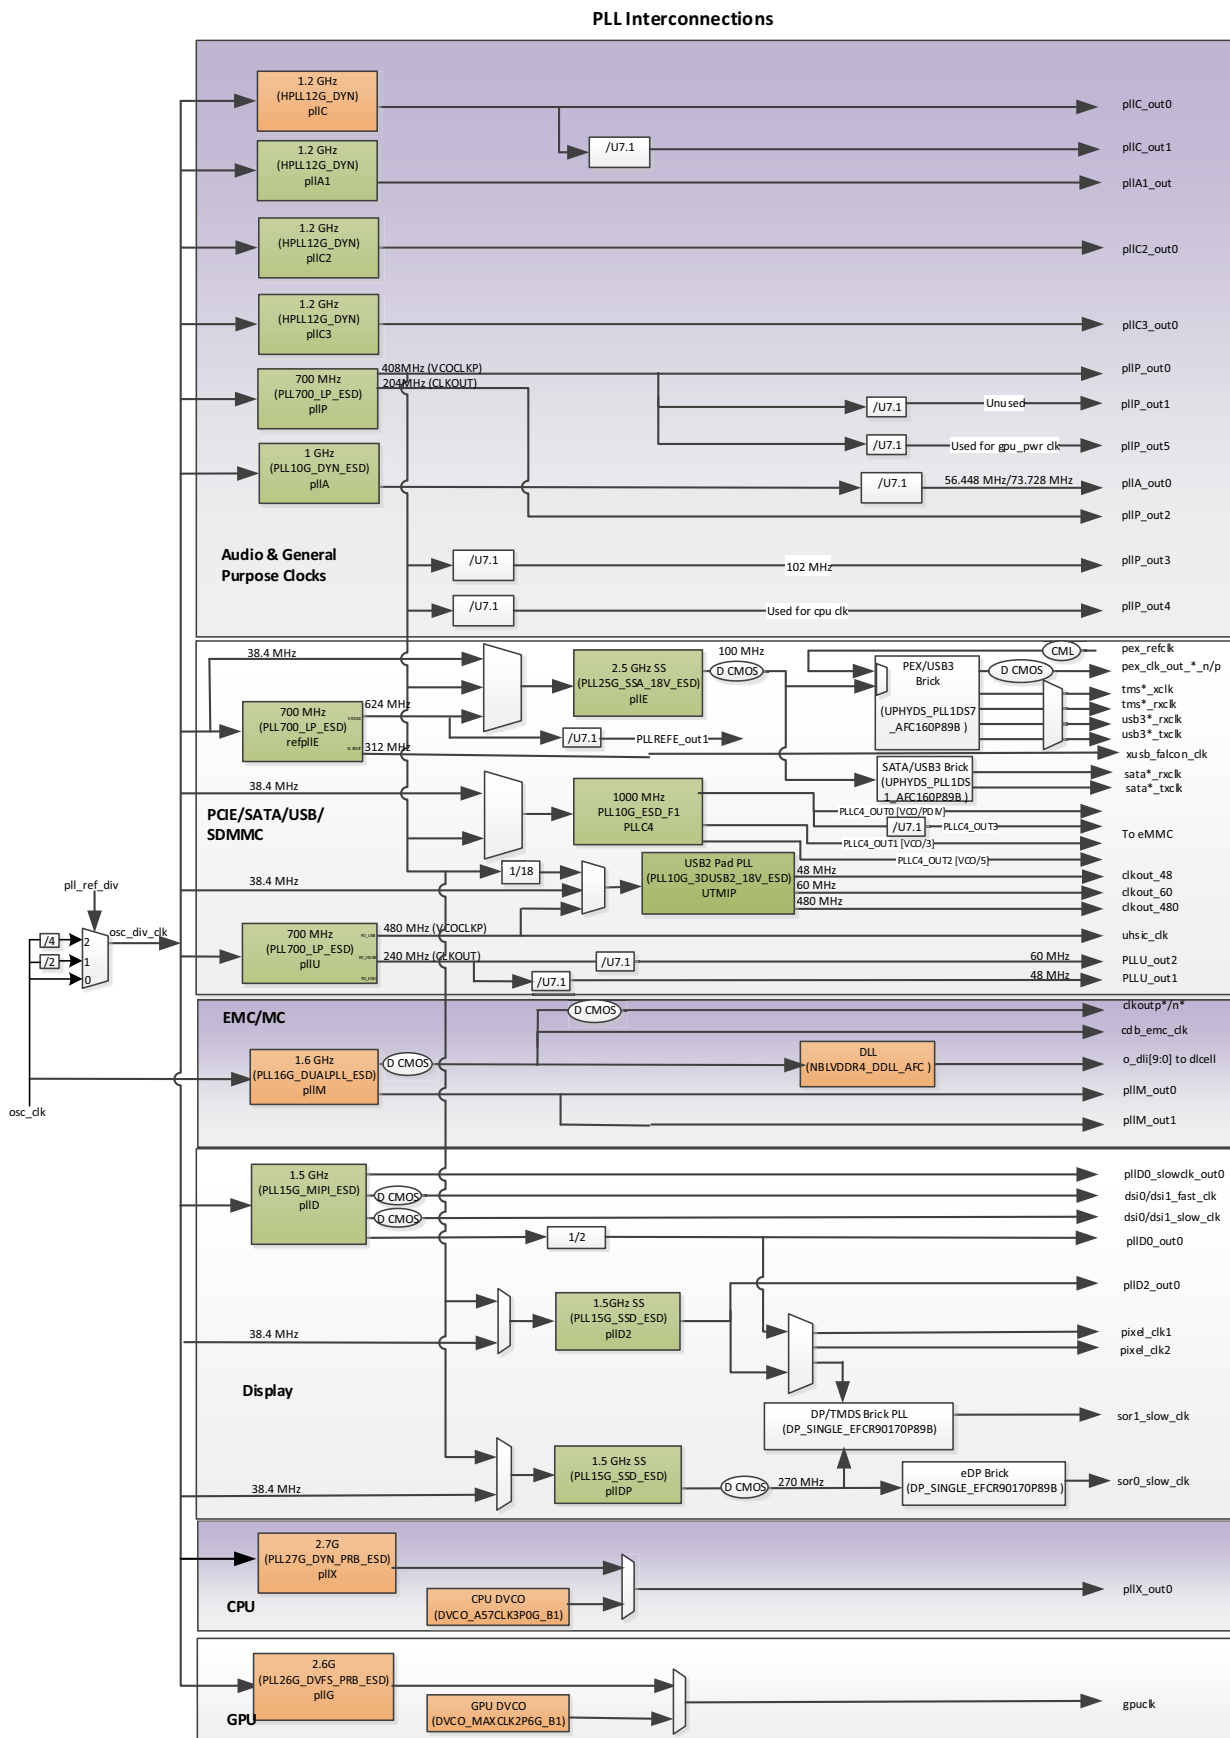 PLL Interconnections
1.2 GHz
(HPLL12G_DYN)
pllC
pllC_out0
/U7.1
pllC_out1
1.2 GHz
(HPLL12G_DYN)
pllA1
pllA1_out
1.2 GHz
(HPLL12G_DYN)
pllC2
pllC2_out0
1.2 GHz
(HPLL12G_DYN)
pllC3
pllC3_out0
700 MHz
(PLL700_LP_ESD)
pllP
408MHz (VCOCLKP)
204MHz (CLKOUT)
pllP_out0
/U7.1
Unused
pllP_out1
/U7.1
Used for gpu_pwr clk
pllP_out5
1 GHz
(PLL10G_DYN_ESD)
pllA
/U7.1
56.448 MHz/73.728 MHz
pllA_out0
pllP_out2
Audio & General
Purpose Clocks
/U7.1
102 MHz
pllP_out3
/U7.1
Used for cpu clk
pllP_out4
38.4 MHz
2.5 GHz SS
(PLL25G_SSA_18V_ESD)
pllE
100 MHz
D CMOS
CML
pex_refclk
PEX/USB3
Brick
(UPHYDS_PLL1DS7
_AFC160P89B )
D CMOS
pex_clk_out_*_n/p
tms*_xclk
tms*_rxclk
usb3*_rxclk
usb3*_txclk
700 MHz
(PLL700_LP_ESD)
refpllE
624 MHz
312 MHz
/U7.1
PLLREFE_out1
xusb_falcon_clk
SATA/USB3 Brick
(UPHYDS_PLL1DS
1_AFC160P89B )
sata*_rxclk
sata*_txclk
38.4 MHz
1000 MHz
PLL10G_ESD_F1
PLLC4
PLLC4_OUT0 [VCO/PDIV]
/U7.1
PLLC4_OUT3
PLLC4_OUT1 [VCO/3]
PLLC4_OUT2 [VCO/5]
To eMMC
PCIE/SATA/USB/
SDMMC
1/18
38.4 MHz
USB2 Pad PLL
(PLL10G_3DUSB2_18V_ESD)
UTMIP
48 MHz
60 MHz
480 MHz
clkout_48
clkout_60
clkout_480
pll_ref_div
osc_div_clk
/4
/2
2
1
0
osc_clk
700 MHz
(PLL700_LP_ESD)
pllU
480 MHz (VCOCLKP)
240 MHz (CLKOUT)
uhsic_clk
/U7.1
60 MHz
PLLU_out2
/U7.1
48 MHz
PLLU_out1
EMC/MC
D CMOS
clkoutp*/n*
cdb_emc_clk
1.6 GHz
(PLL16G_DUALPLL_ESD)
pllM
D CMOS
DLL
(NBLVDDR4_DDLL_AFC )
o_dli[9:0] to dlcell
pllM_out0
pllM_out1
1.5 GHz
(PLL15G_MIPI_ESD)
pllD
D CMOS
D CMOS
pllD0_slowclk_out0
dsi0/dsi1_fast_clk
dsi0/dsi1_slow_clk
1/2
pllD0_out0
1.5GHz SS
(PLL15G_SSD_ESD)
pllD2
pllD2_out0
38.4 MHz
pixel_clk1
pixel_clk2
Display
DP/TMDS Brick PLL
(DP_SINGLE_EFCR90170P89B)
sor1_slow_clk
1.5 GHz SS
(PLL15G_SSD_ESD)
pllDP
38.4 MHz
D CMOS
270 MHz
eDP Brick
(DP_SINGLE_EFCR90170P89B )
sor0_slow_clk
2.7G
(PLL27G_DYN_PRB_ESD)
pllX
CPU
CPU DVCO
(DVCO_A57CLK3P0G_B1)
pllX_out0
2.6G
(PLL26G_DVFS_PRB_ESD)
pllG
GPU
GPU DVCO
(DVCO_MAXCLK2P6G_B1)
gpuclk